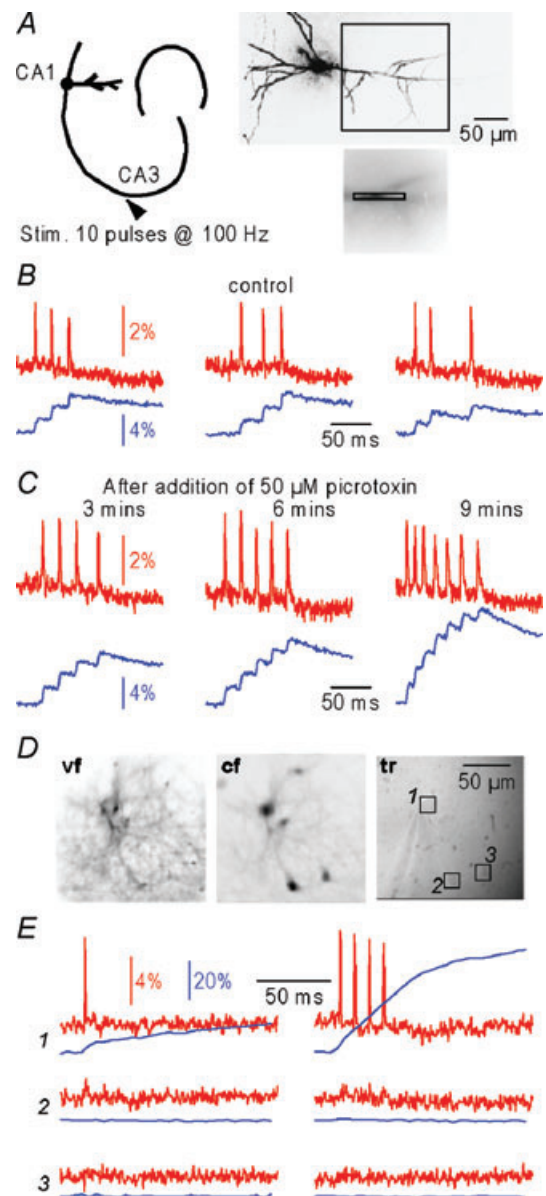 A
CA1
CA3
Stim. 10 pulses @ 100 Hz
50 µm
B
control
2%
4%
50 ms
C
After addition of 50 µM picrotoxin
3 mins 6 mins 9 mins
2%
4%
50 ms
D
vf cf tr
50 µm
1
2
3
E
4% 20% 50 ms
1
2
3